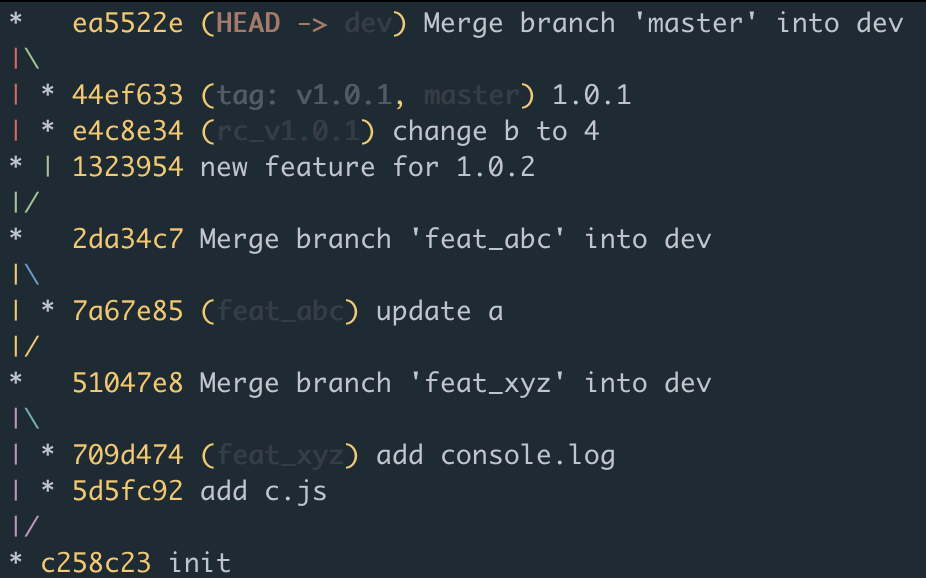 *   ea5522e (HEAD -> dev) Merge branch 'master' into dev
|\
| * 44ef633 (tag: v1.0.1, master) 1.0.1
| * e4c8e34 (rc_v1.0.1) change b to 4
* | 1323954 new feature for 1.0.2
|/
*   2da34c7 Merge branch 'feat_abc' into dev
|\
| * 7a67e85 (feat_abc) update a
|/
*   51047e8 Merge branch 'feat_xyz' into dev
|\
| * 709d474 (feat_xyz) add console.log
| * 5d5fc92 add c.js
|/
* c258c23 init